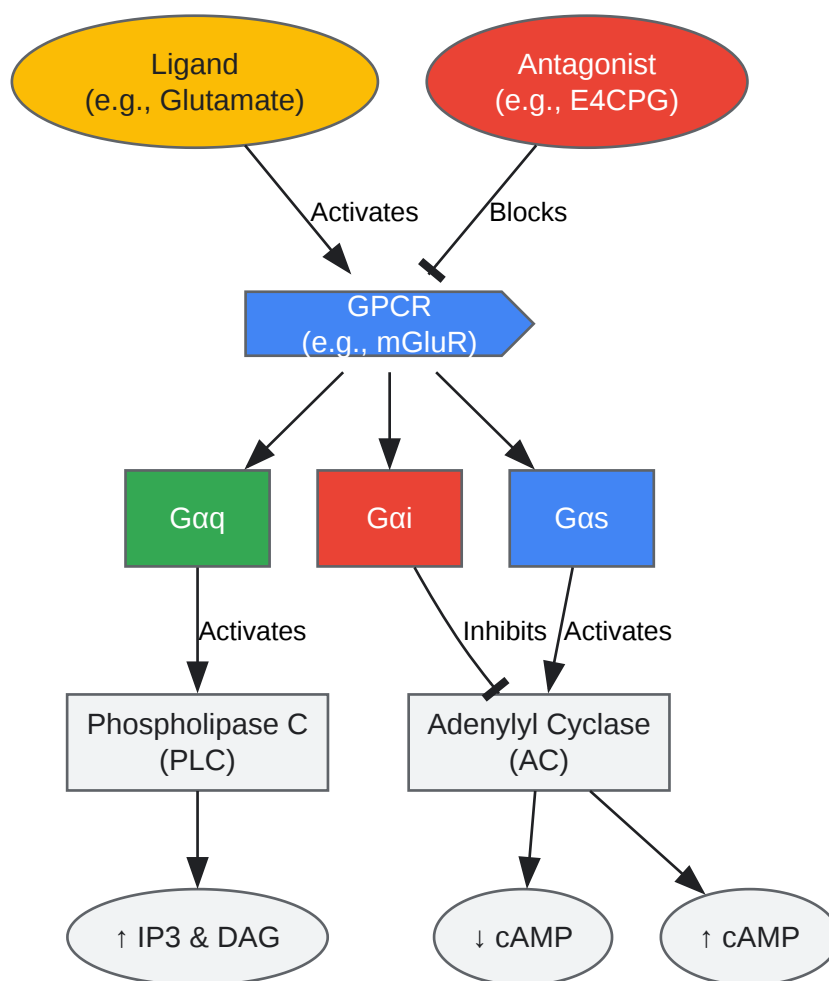 Ligand
(e.g., Glutamate)
Antagonist
(e.g., E4CPG)
Activates
Blocks
GPCR
(e.g., mGluR)
Gαq
Gαi
Gαs
Activates
Inhibits
Activates
Phospholipase C
(PLC)
Adenylyl Cyclase
(AC)
↑ IP3 & DAG
↓ cAMP
↑ cAMP